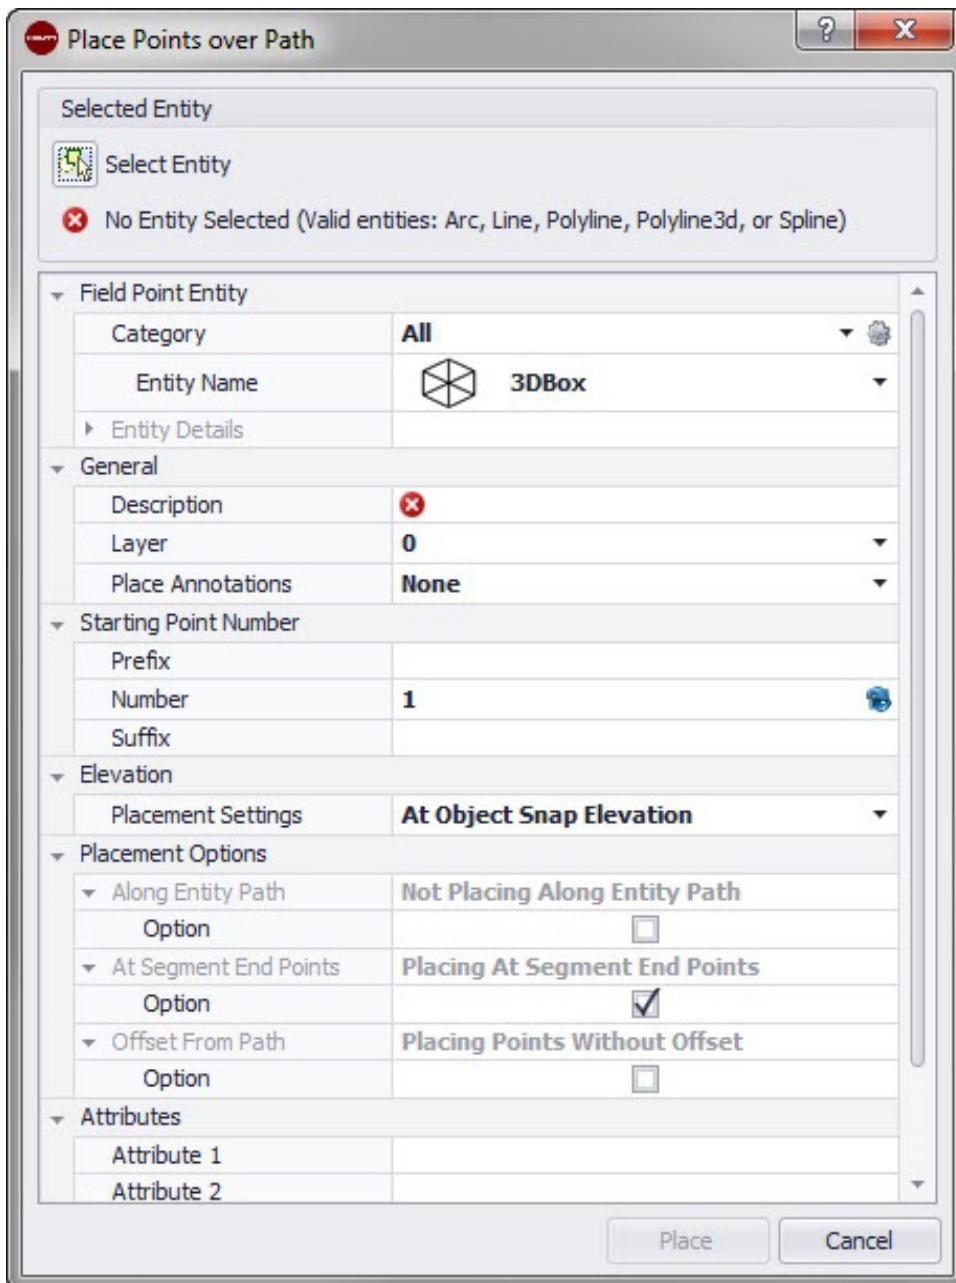 Place Points over Path
Selected Entity
Select Entity
No Entity Selected (Valid entities: Arc, Line, Polyline, Polyline3d, or Spline)
Field Point Entity
Category All
Entity Name 3DBox
Entity Details
General
Description
Layer 0
Place Annotations None
Starting Point Number
Prefix
Number 1
Suffix
Elevation
Placement Settings At Object Snap Elevation
Placement Options
Along Entity Path Not Placing Along Entity Path
Option
At Segment End Points Placing At Segment End Points
Option
Offset From Path Placing Points Without Offset
Option
Attributes
Attribute 1
Attribute 2
Place Cancel